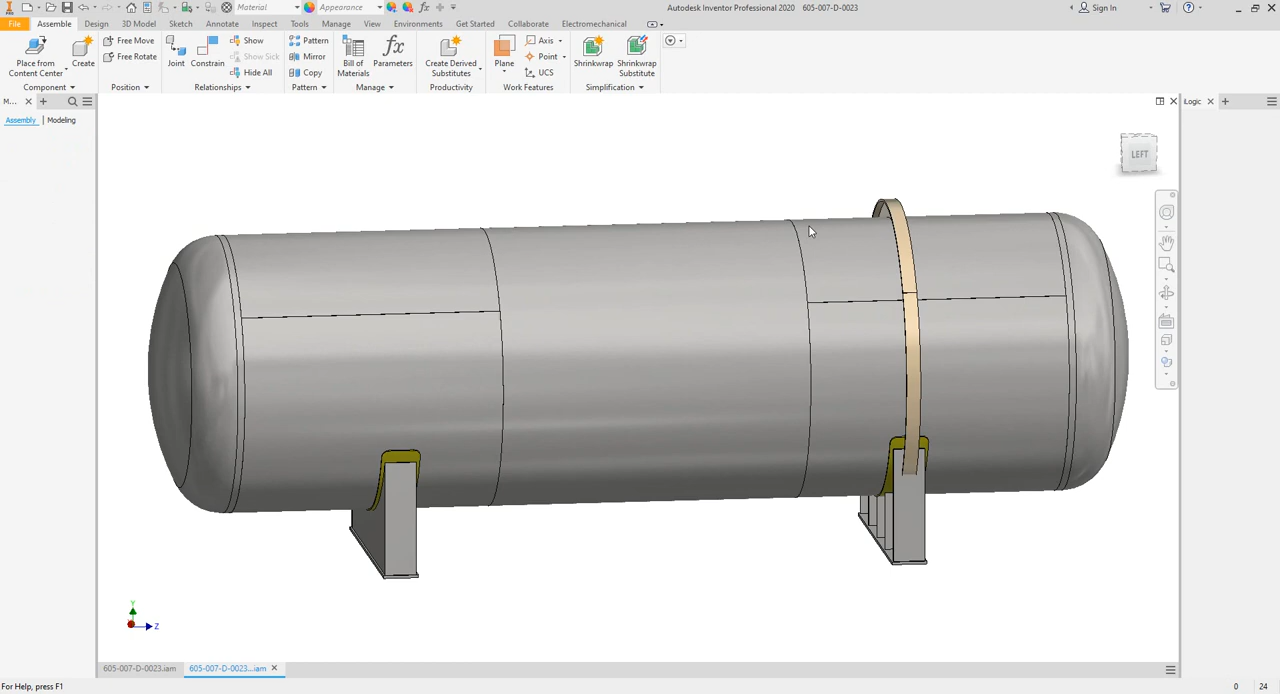 Material Appearance Autodesk Inventor Professional 2020 605-007-D-0023 Sign In
File Assemble Design 3D Model Sketch Annotate Inspect Tools Manage View Environments Get Started Collaborate Electromechanical
Place from Content Center Create Free Move Free Rotate Joint Constrain Show Show Sick Hide All Pattern Mirror Copy Bill of Materials Parameters Create Derived Substitutes Plane Axis Point UCS Shrinkwrap Shrinkwrap Substitute
Component Position Relationships Pattern Manage Productivity Work Features Simplification
M... iLogic
Assembly Modeling
LEFT
Y
Z
605-007-D-0023.iam 605-007-D-0023...iam
For Help, press F1 0 24